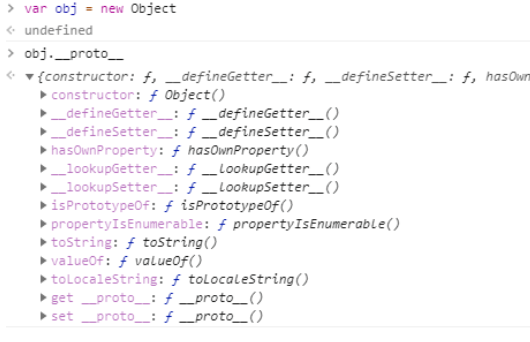 > var obj = new Object
<· undefined
> obj.__proto__
<· ▼{constructor: ƒ, __defineGetter__: ƒ, __defineSetter__: ƒ, hasOwn
▶ constructor: ƒ Object()
▶ __defineGetter__: ƒ __defineGetter__()
▶ __defineSetter__: ƒ __defineSetter__()
▶ hasOwnProperty: ƒ hasOwnProperty()
▶ __lookupGetter__: ƒ __lookupGetter__()
▶ __lookupSetter__: ƒ __lookupSetter__()
▶ isPrototypeOf: ƒ isPrototypeOf()
▶ propertyIsEnumerable: ƒ propertyIsEnumerable()
▶ toString: ƒ toString()
▶ valueOf: ƒ valueOf()
▶ toLocaleString: ƒ toLocaleString()
▶ get __proto__: ƒ __proto__()
▶ set __proto__: ƒ __proto__()